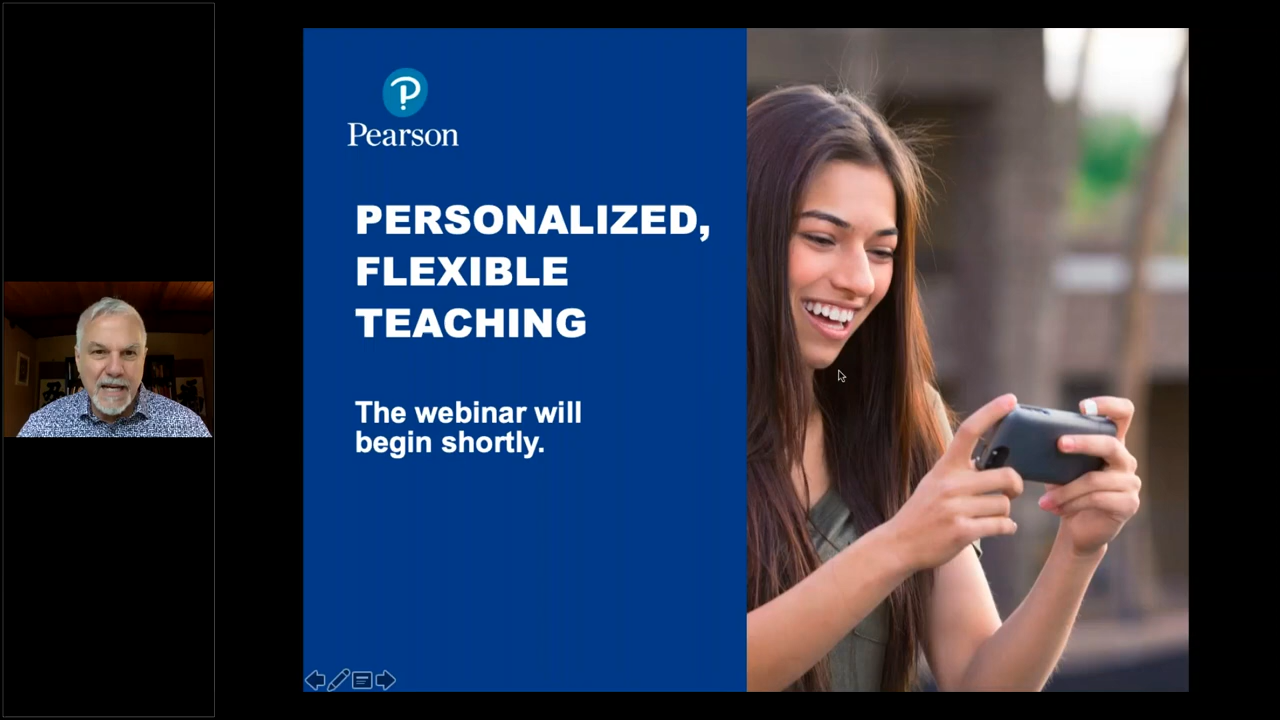 Pearson
PERSONALIZED,
FLEXIBLE
TEACHING
The webinar will
begin shortly.